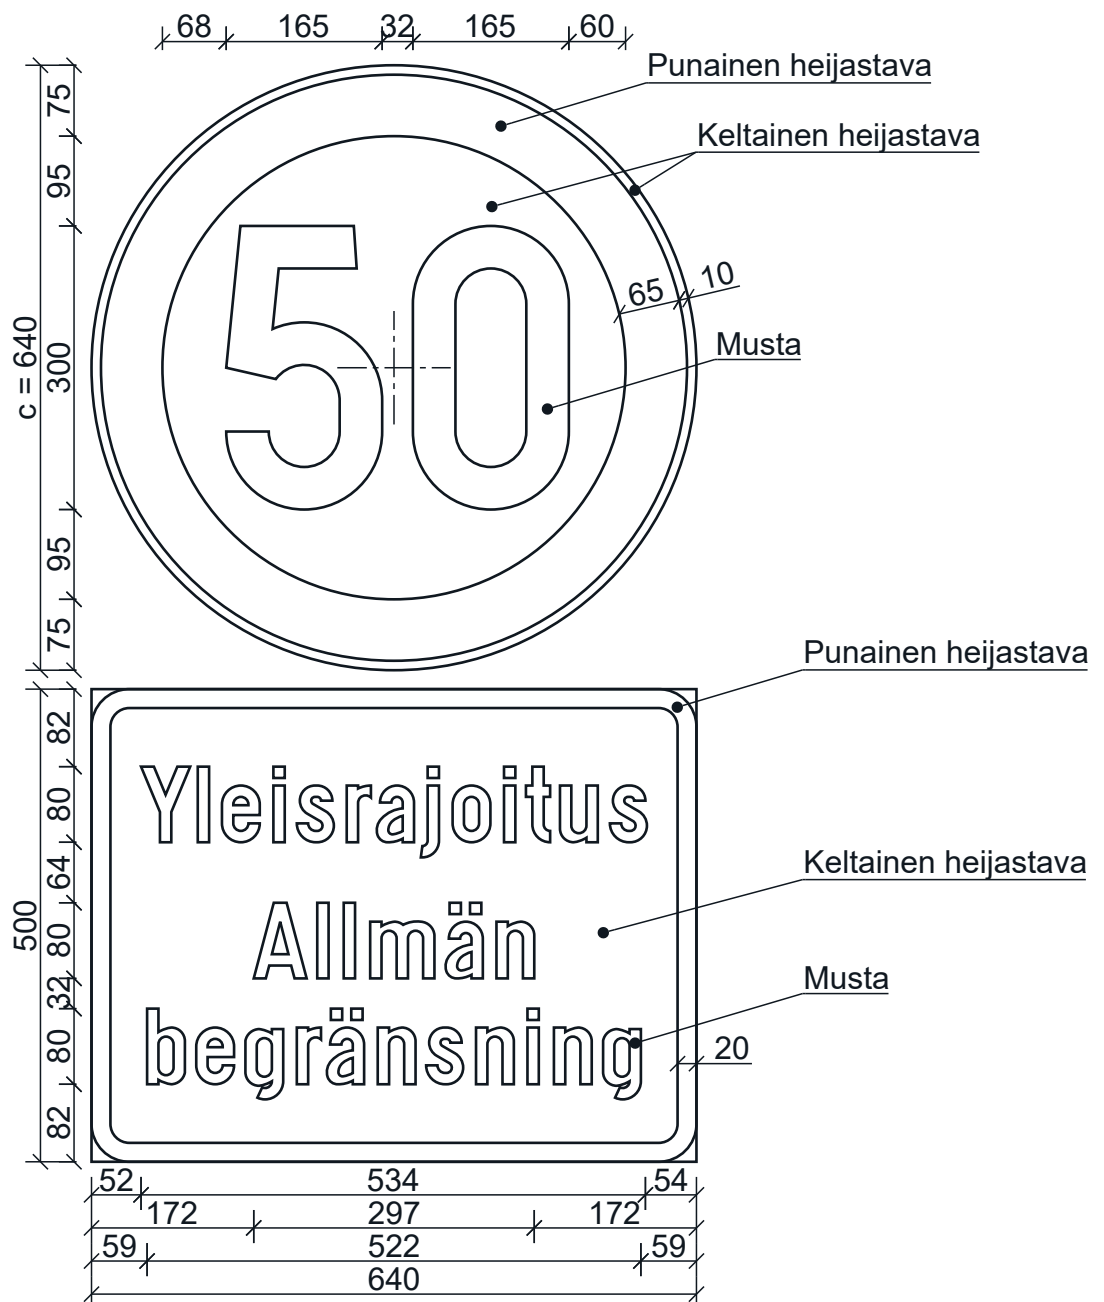 68 165 32 165 60
Punainen heijastava
Keltainen heijastava
75
95
10
65
50
Musta
c = 640
300
95
75
Punainen heijastava
82
Yleisrajoitus
80
Keltainen heijastava
64
500
Allmän
80
Musta
32
begränsning
80
20
82
52 534 54
172 297 172
59 522 59
640